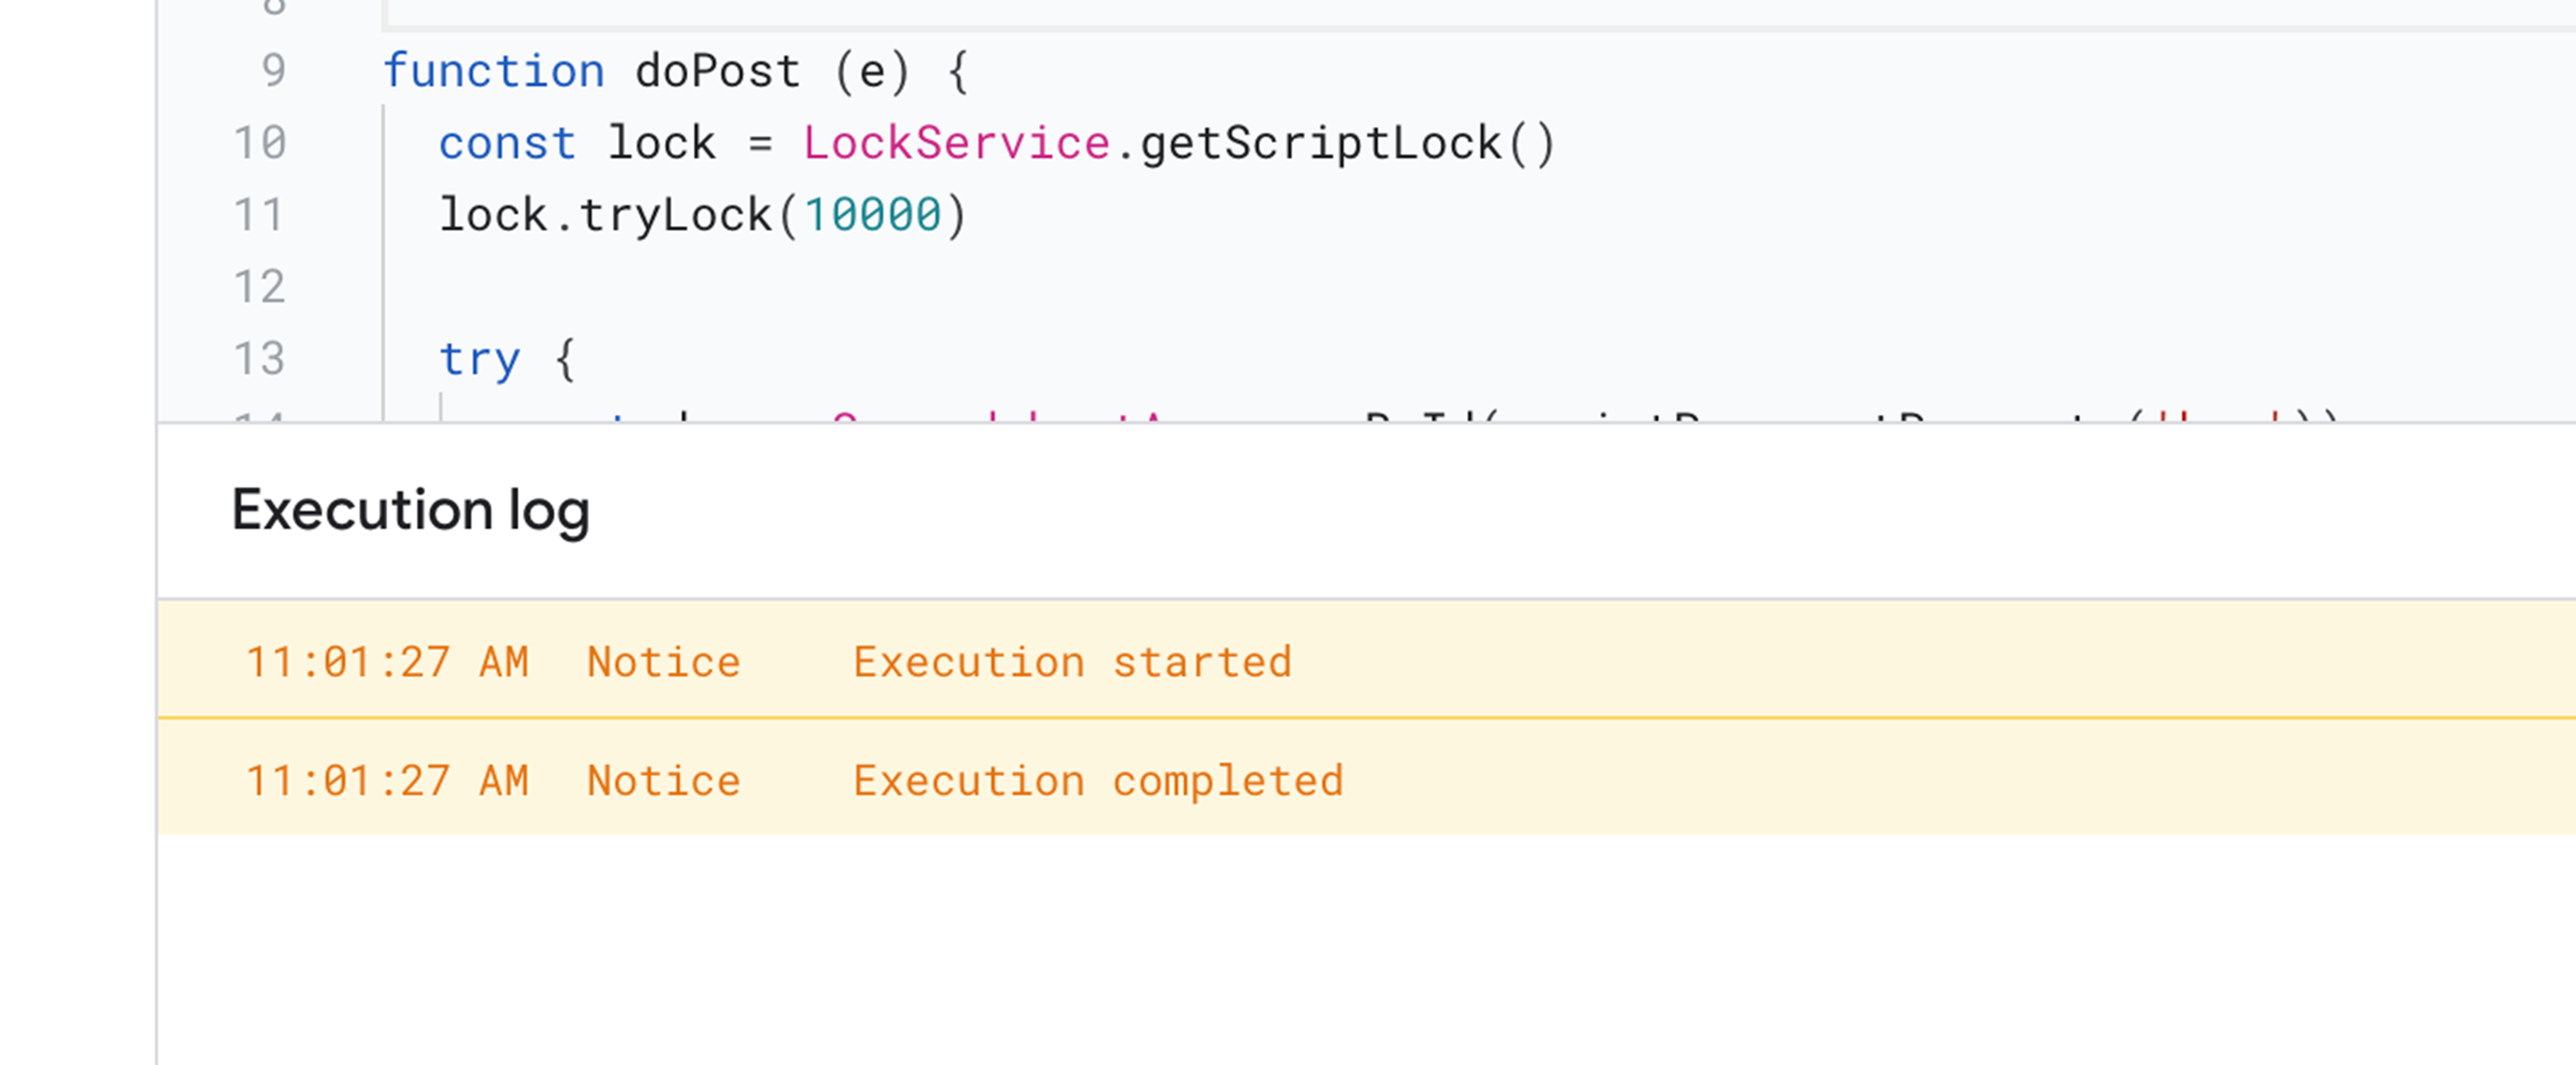 8
9 function doPost (e) {
10 const lock = LockService.getScriptLock()
11 lock.tryLock(10000)
12
13 try {
14
Execution log
11:01:27 AM Notice Execution started
11:01:27 AM Notice Execution completed